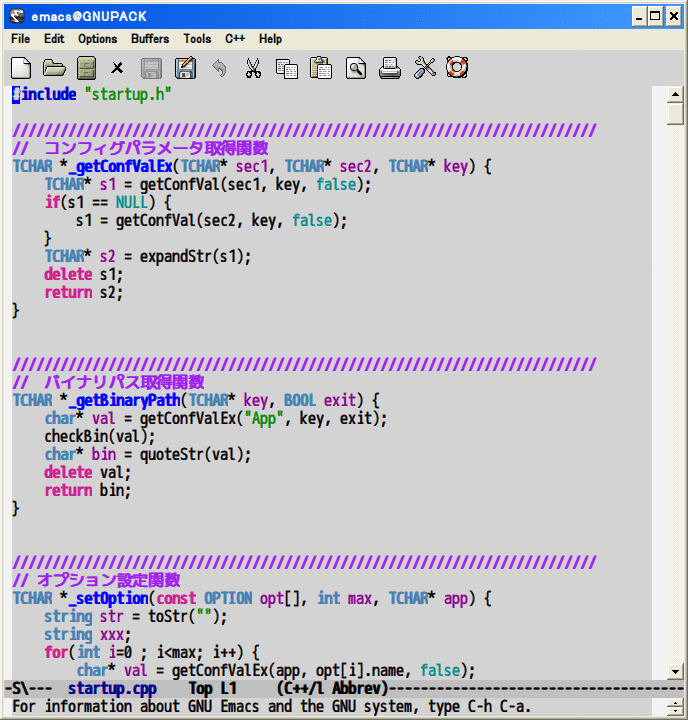 emacs@GNUPACK
File Edit Options Buffers Tools C++ Help
#include "startup.h"
/////////////////////////////////////////////////////////////////////////
//  コンフィグパラメータ取得関数
TCHAR *_getConfValEx(TCHAR* sec1, TCHAR* sec2, TCHAR* key) {
    TCHAR* s1 = getConfVal(sec1, key, false);
    if(s1 == NULL) {
        s1 = getConfVal(sec2, key, false);
    }
    TCHAR* s2 = expandStr(s1);
    delete s1;
    return s2;
}
/////////////////////////////////////////////////////////////////////////
//  バイナリパス取得関数
TCHAR *_getBinaryPath(TCHAR* key, BOOL exit) {
    char* val = getConfValEx("App", key, exit);
    checkBin(val);
    char* bin = quoteStr(val);
    delete val;
    return bin;
}
/////////////////////////////////////////////////////////////////////////
// オプション設定関数
TCHAR *_setOption(const OPTION opt[], int max, TCHAR* app) {
    string str = toStr("");
    string xxx;
    for(int i=0 ; i<max; i++) {
        char* val = getConfValEx(app, opt[i].name, false);
-S\---  startup.cpp    Top L1     (C++/l Abbrev)-------------------------------------
For information about GNU Emacs and the GNU system, type C-h C-a.